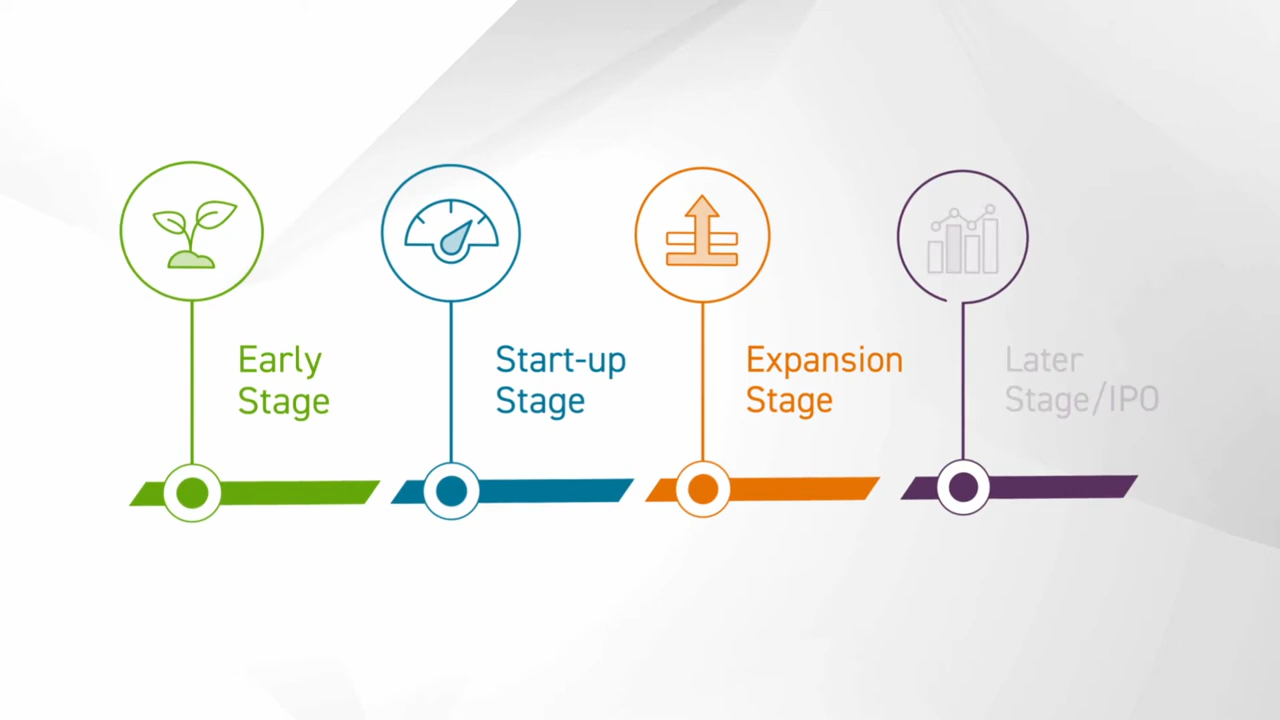 Early
Stage
Start-up
Stage
Expansion
Stage
Later
Stage/IPO